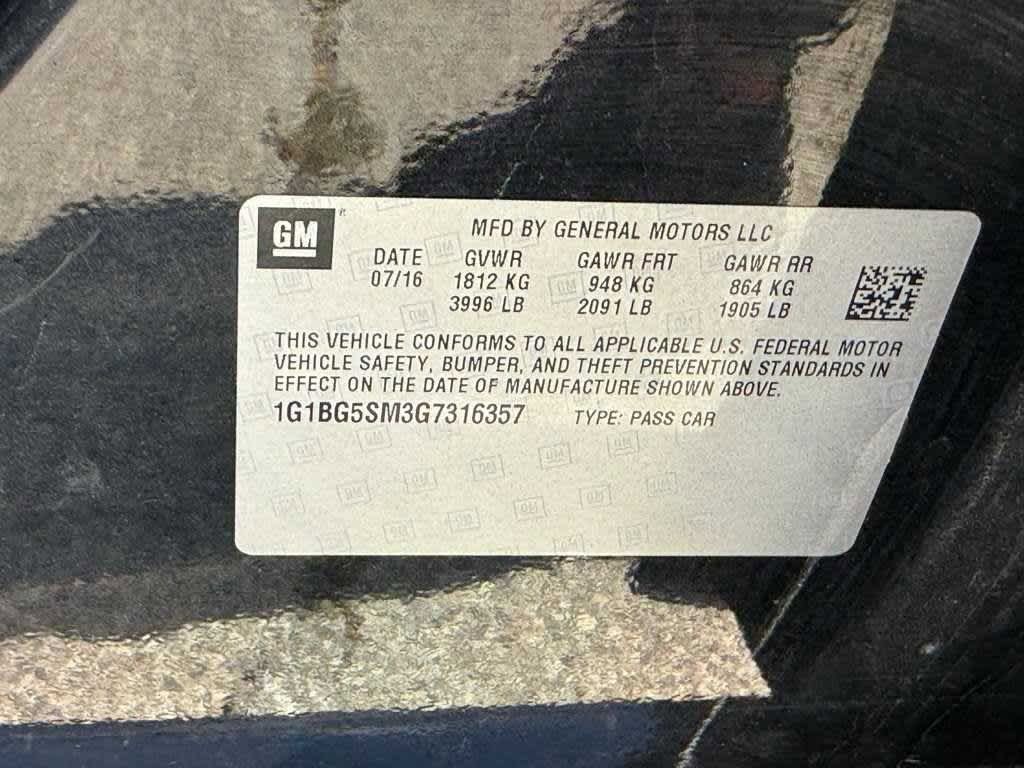 GM
MFD BY GENERAL MOTORS LLC
DATE GVWR GAWR FRT GAWR RR
07/16 1812 KG 948 KG 864 KG
3996 LB 2091 LB 1905 LB
THIS VEHICLE CONFORMS TO ALL APPLICABLE U.S. FEDERAL MOTOR
VEHICLE SAFETY, BUMPER, AND THEFT PREVENTION STANDARDS IN
EFFECT ON THE DATE OF MANUFACTURE SHOWN ABOVE.
1G1BG5SM3G7316357 TYPE: PASS CAR